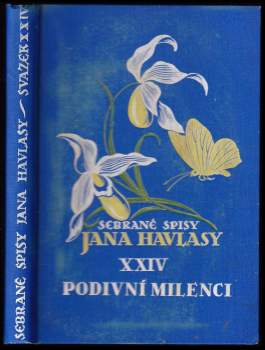 SEBRANÉ SPISY JANA HAVLASY ~ SVAZEK XXIV
SEBRANÉ SPISY
JANA HAVLASY
XXIV
PODIVNÍ MILENCI